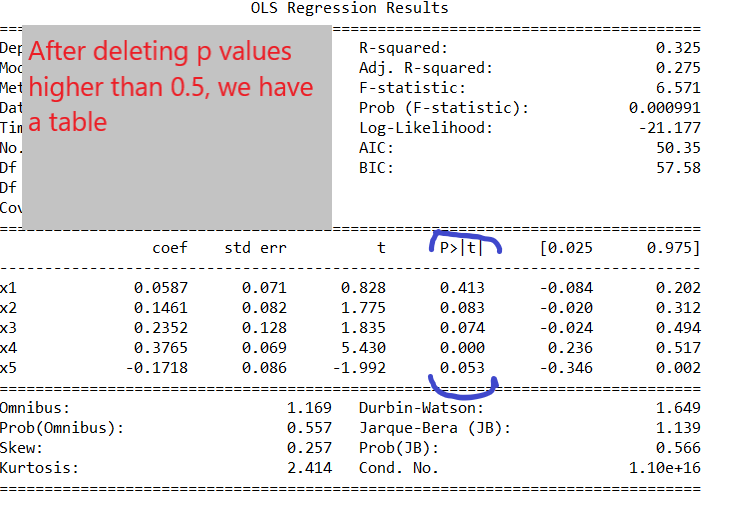 OLS Regression Results
After deleting p values
higher than 0.5, we have
a table
Dep R-squared: 0.325
Mod Adj. R-squared: 0.275
Met F-statistic: 6.571
Dat Prob (F-statistic): 0.000991
Tim Log-Likelihood: -21.177
No. AIC: 50.35
Df BIC: 57.58
Df
Cov
coef std err t P>|t| [0.025 0.975]
x1 0.0587 0.071 0.828 0.413 -0.084 0.202
x2 0.1461 0.082 1.775 0.083 -0.020 0.312
x3 0.2352 0.128 1.835 0.074 -0.024 0.494
x4 0.3765 0.069 5.430 0.000 0.236 0.517
x5 -0.1718 0.086 -1.992 0.053 -0.346 0.002
Omnibus: 1.169 Durbin-Watson: 1.649
Prob(Omnibus): 0.557 Jarque-Bera (JB): 1.139
Skew: 0.257 Prob(JB): 0.566
Kurtosis: 2.414 Cond. No. 1.10e+16